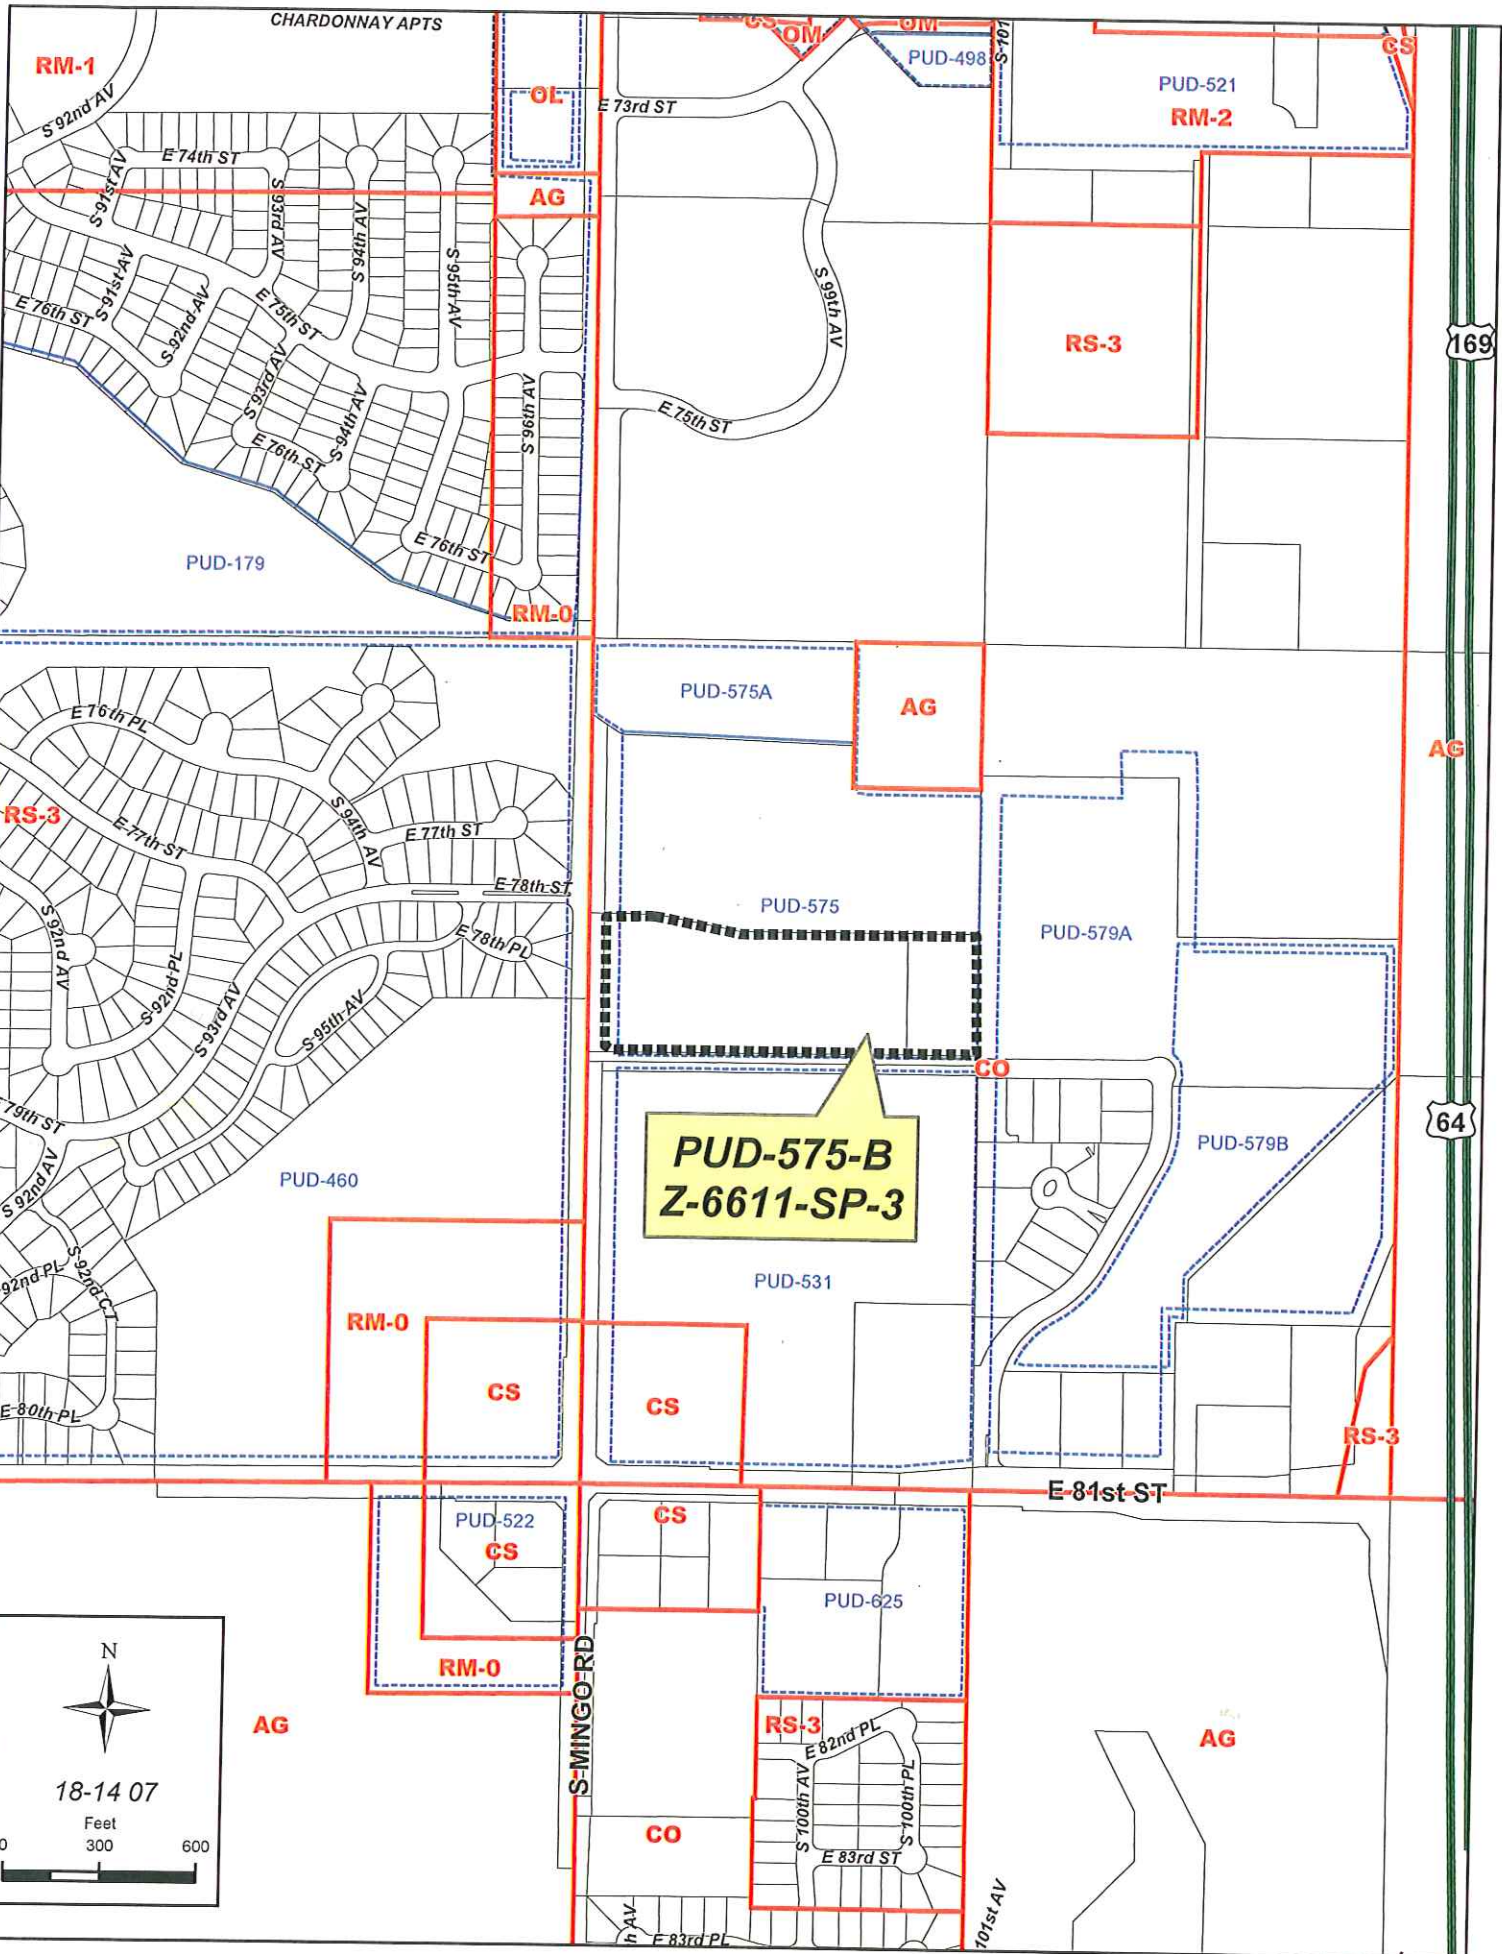 CHARDONNAY APTS
CS
OM
OM
S 101
CS
RM-1
PUD-498
PUD-521
RM-2
S 92nd AV
OL
E 73rd ST
E 74th ST
S 91st AV
S 93rd AV
AG
S 94th AV
S 95th AV
S 91st AV
E 76th ST
S 92nd AV
E 75th ST
S 99th AV
RS-3
169
S 93rd AV
S 94th AV
S 96th AV
E 75th ST
E 76th ST
E 76th ST
PUD-179
RM-0
PUD-575A
AG
AG
E 76th PL
RS-3
E 77th ST
S 94th AV
E 77th ST
E 78th ST
PUD-575
S 92nd AV
E 78th PL
PUD-579A
S 92nd PL
S 93rd AV
S 95th AV
CO
79th ST
PUD-575-B
Z-6611-SP-3
64
PUD-579B
S 92nd AV
PUD-460
92nd PL
S 92nd CT
PUD-531
RM-0
CS
CS
E 80th PL
RS-3
E 81st ST
PUD-522
CS
CS
PUD-625
RM-0
S MINGO RD
N
AG
RS-3
E 82nd PL
AG
18-14 07
Feet
0 300 600
S 100th AV
S 100th PL
CO
E 83rd ST
h AV
E 83rd PL
101st AV